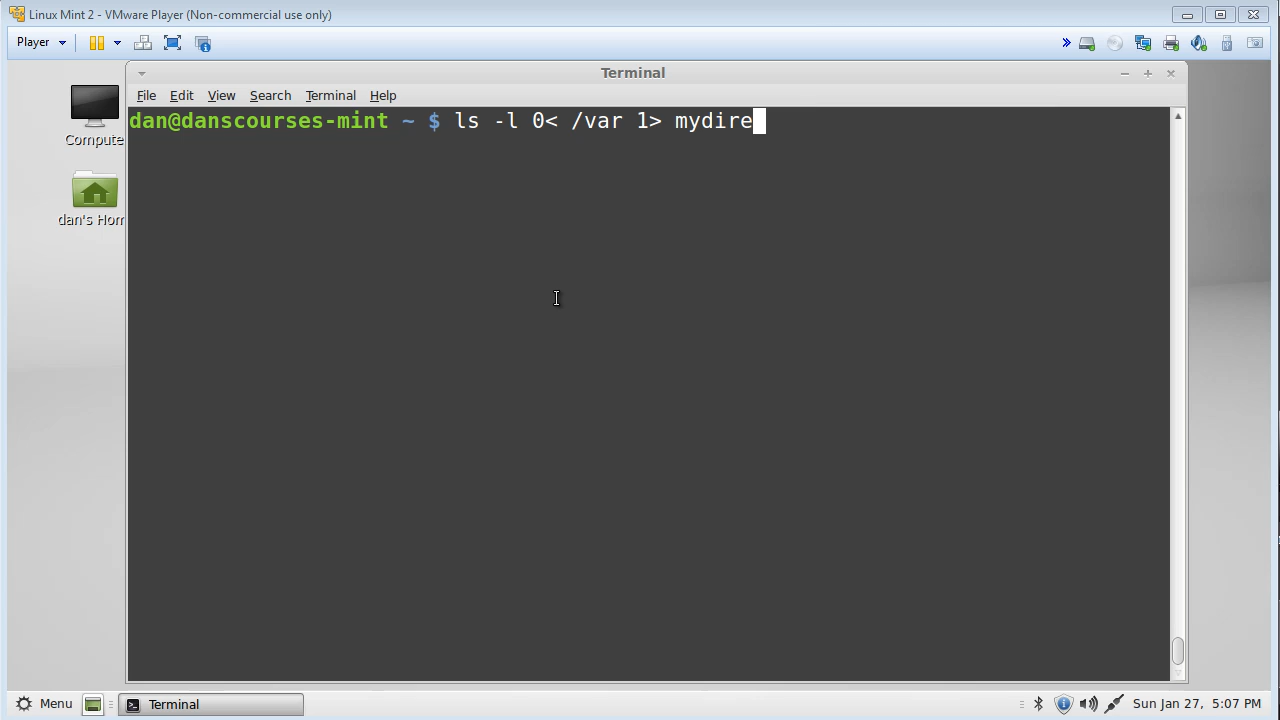 Linux Mint 2 - VMware Player (Non-commercial use only)
Player
Terminal
File Edit View Search Terminal Help
dan@danscourses-mint ~ $ ls -l 0< /var 1> mydire
Compute
dan's Hom
Menu Terminal Sun Jan 27, 5:07 PM